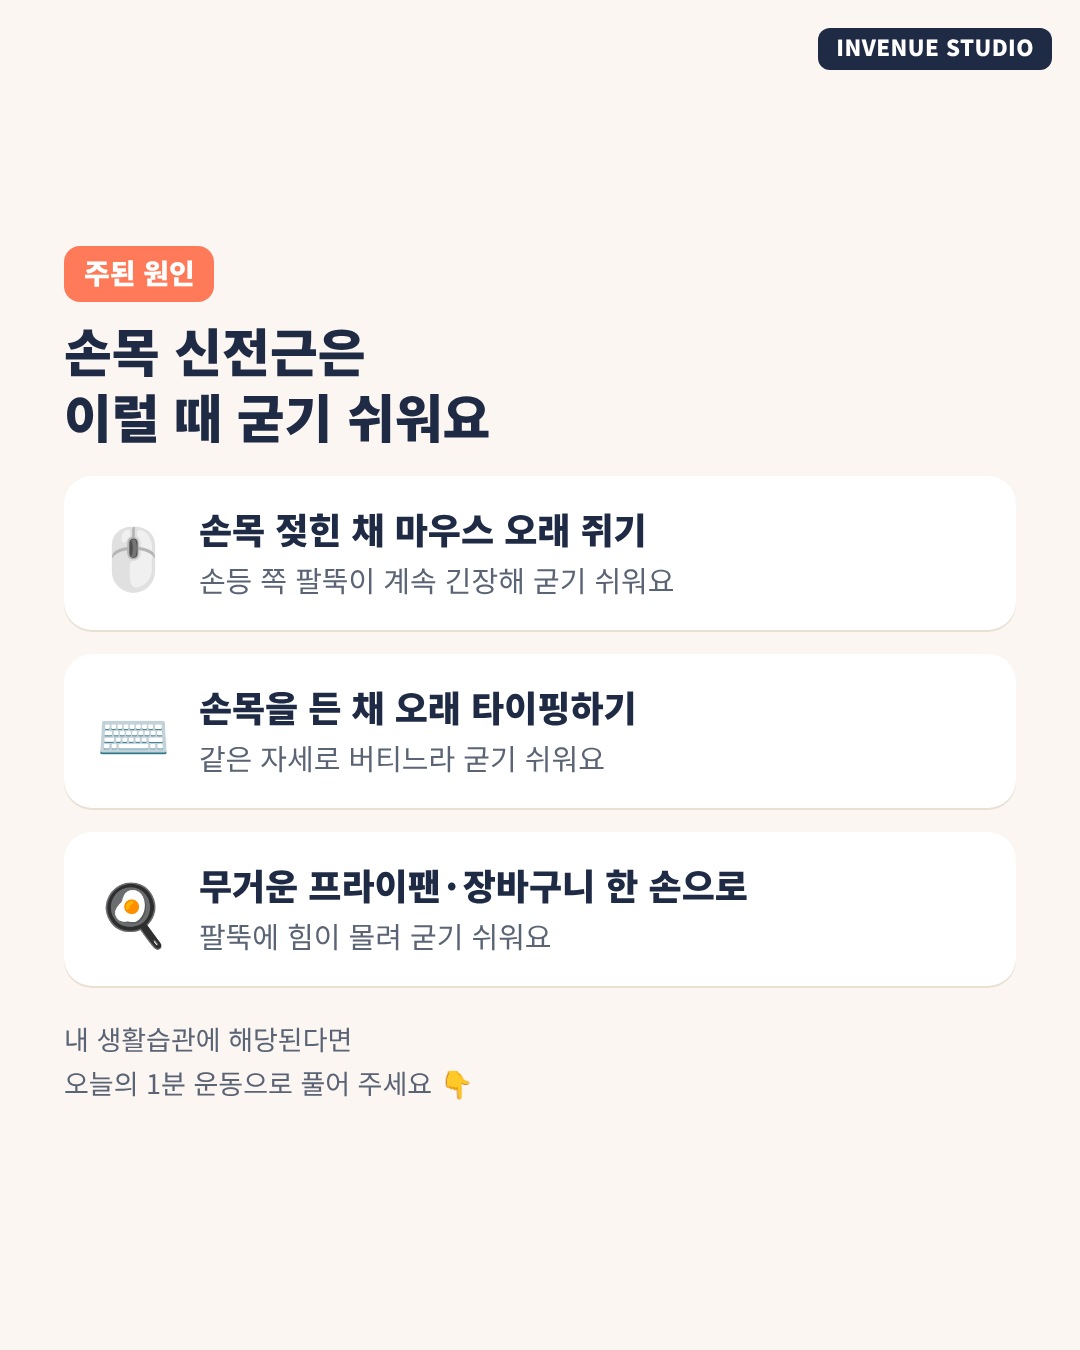 INVENUE STUDIO
주된 원인
손목 신전근은
이럴 때 굳기 쉬워요
손목 젖힌 채 마우스 오래 쥐기
손등 쪽 팔뚝이 계속 긴장해 굳기 쉬워요
손목을 든 채 오래 타이핑하기
같은 자세로 버티느라 굳기 쉬워요
무거운 프라이팬·장바구니 한 손으로
팔뚝에 힘이 몰려 굳기 쉬워요
내 생활습관에 해당된다면
오늘의 1분 운동으로 풀어 주세요 👇